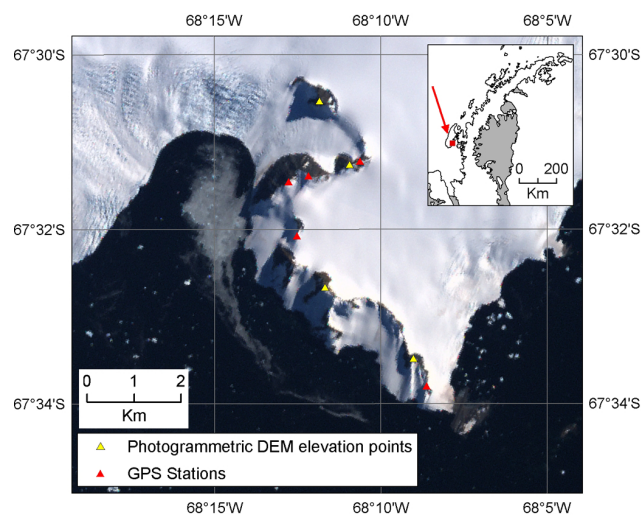 68°15'W 68°10'W 68°5'W
67°30'S 67°30'S
0 200
Km
67°32'S 67°32'S
0 1 2
Km
67°34'S 67°34'S
Photogrammetric DEM elevation points
GPS Stations
68°15'W 68°10'W 68°5'W